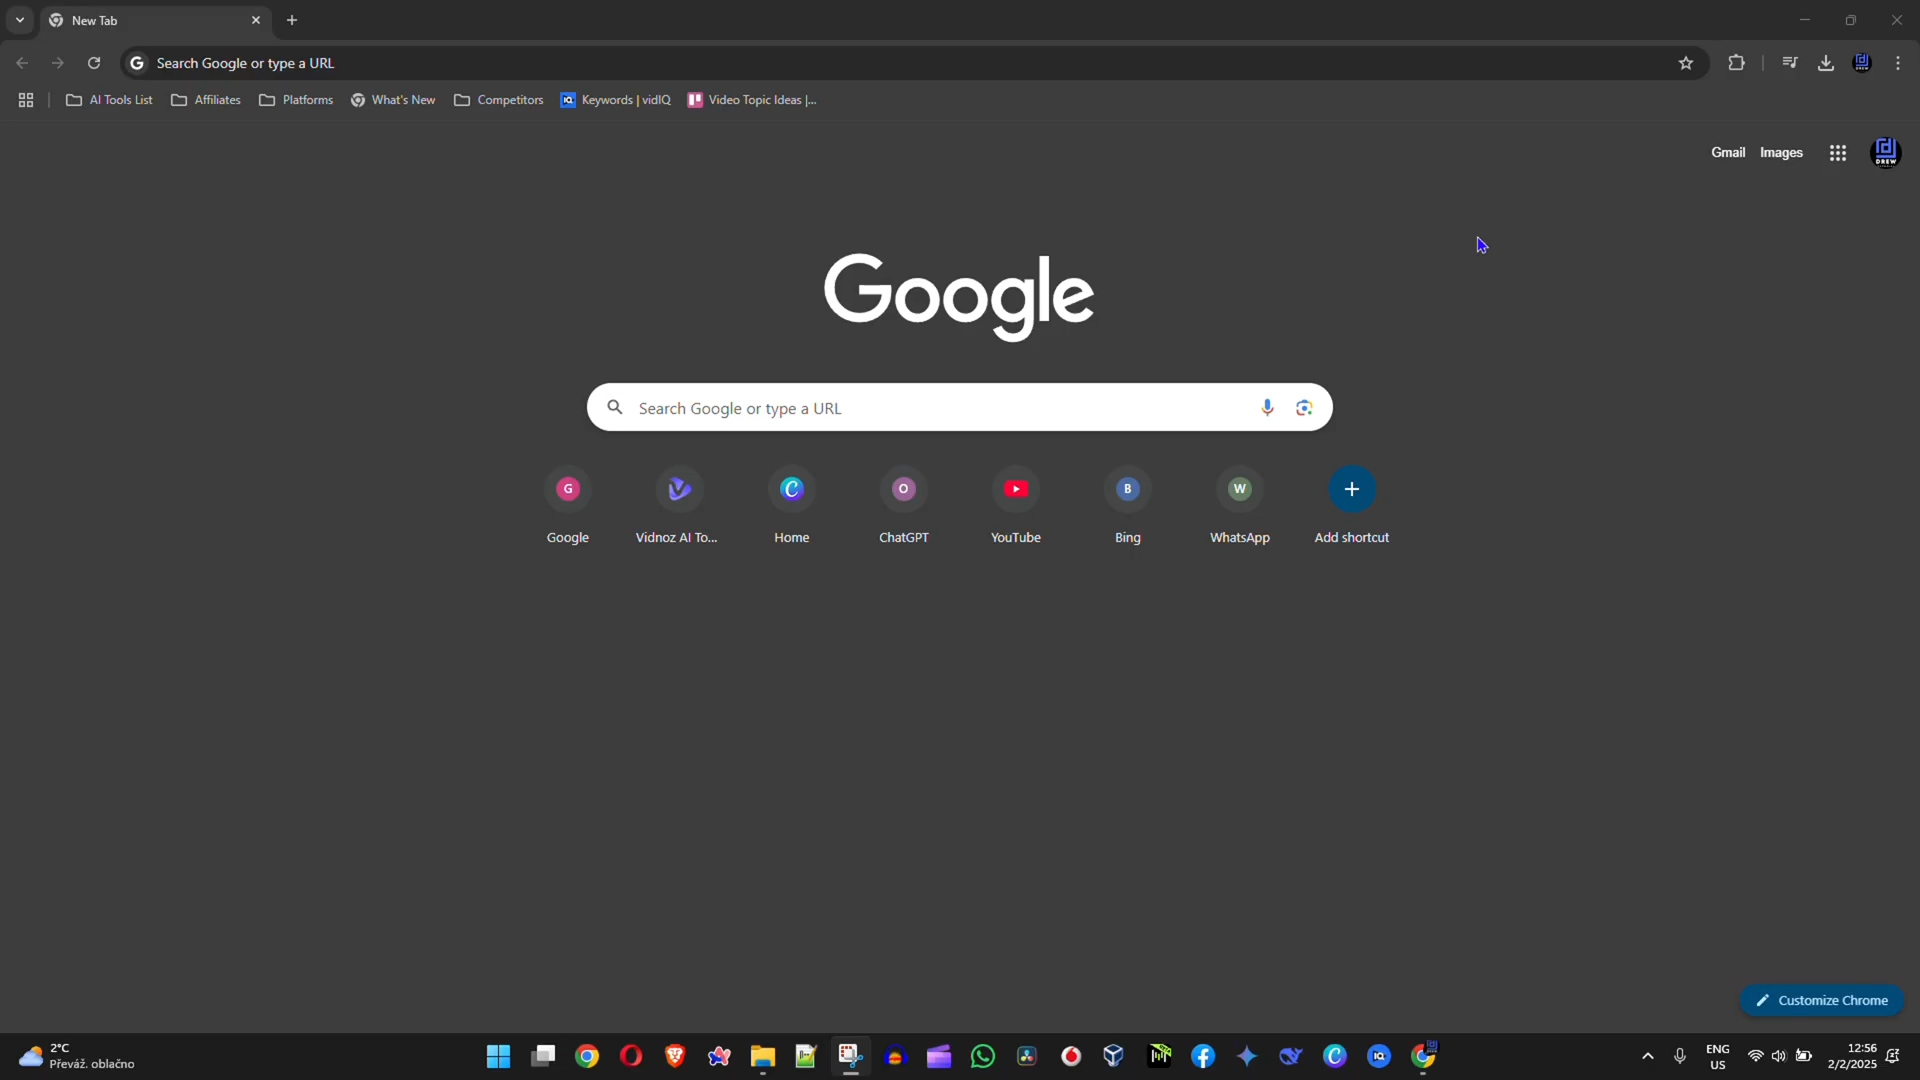 New Tab
Search Google or type a URL
AI Tools List
Affiliates
Platforms
What's New
Competitors
Keywords | vidIQ
Video Topic Ideas |...
Gmail
Images
DREW
Google
Search Google or type a URL
G
O
B
W
Google
Vidnoz AI To...
Home
ChatGPT
YouTube
Bing
WhatsApp
Add shortcut
Customize Chrome
2°C
Převáž. oblačno
ENG
US
12:56
2/2/2025